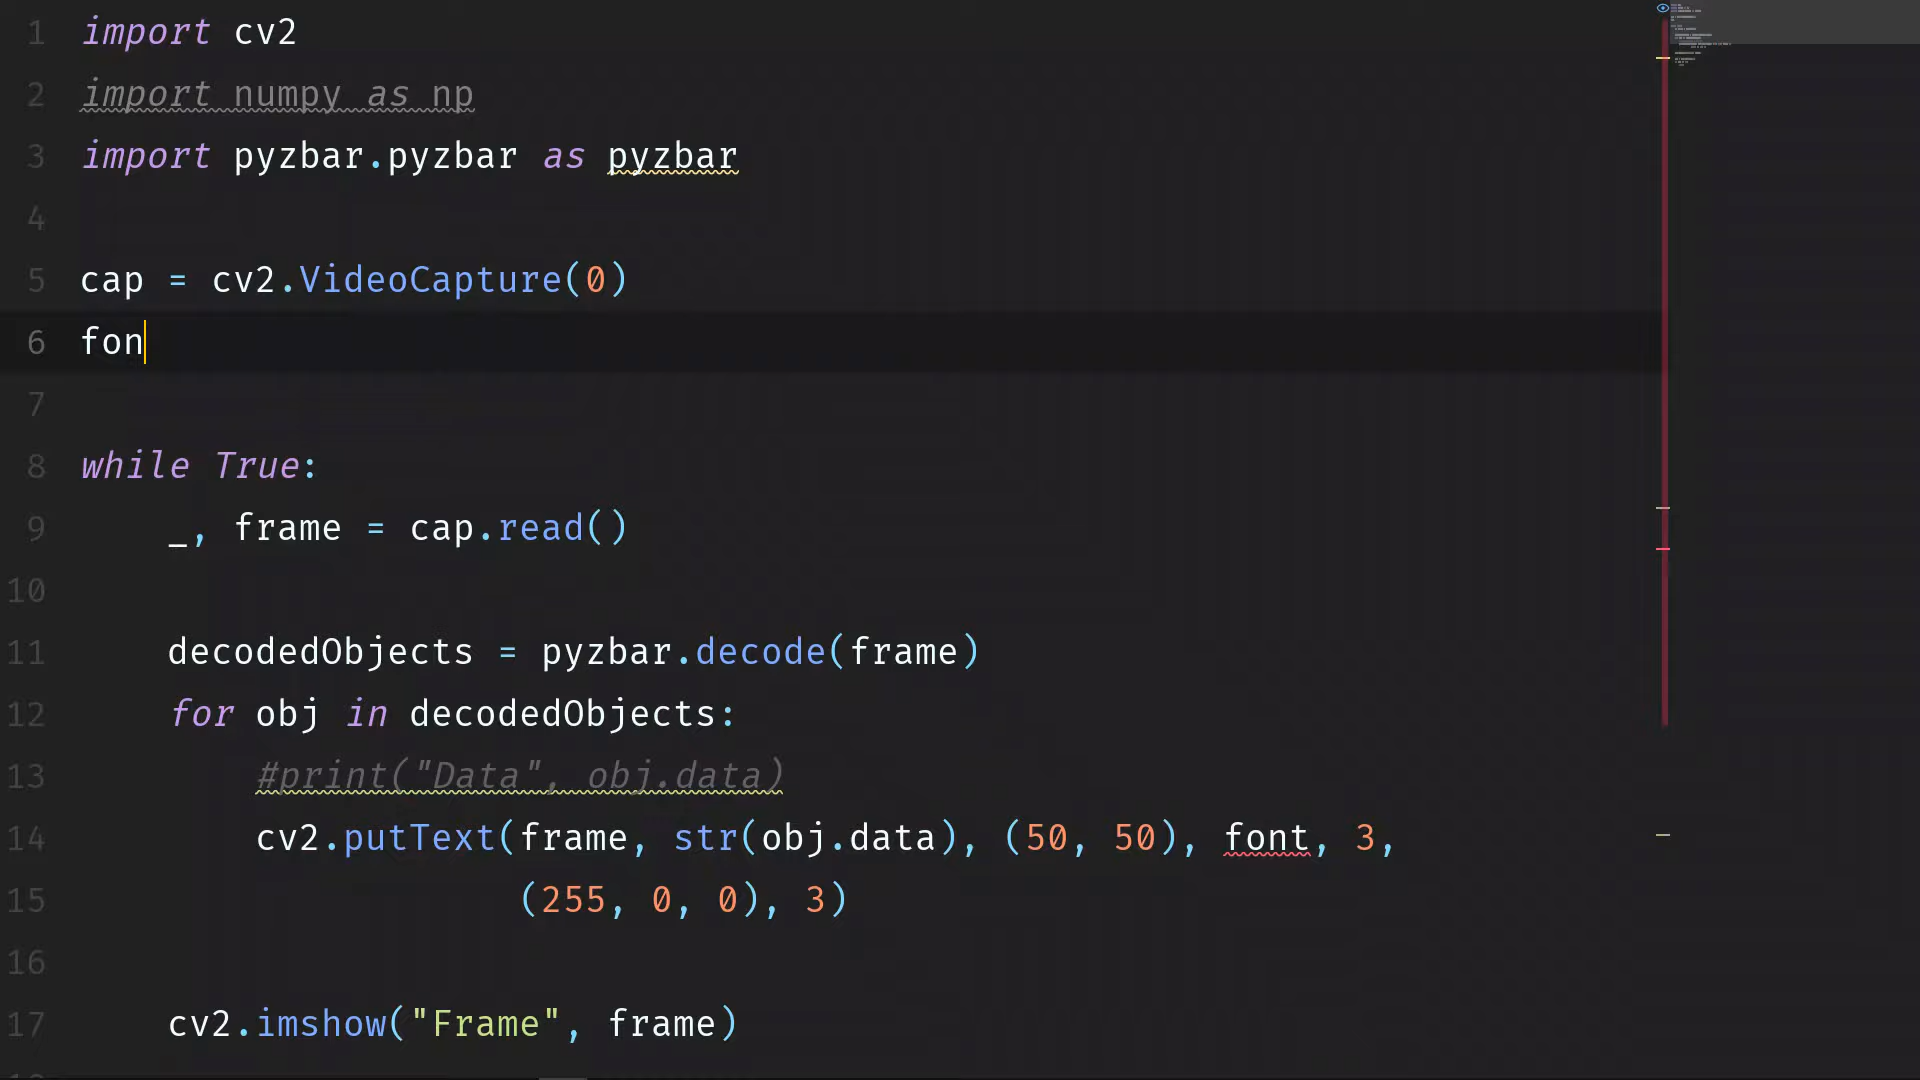 1 import cv2
2 import numpy as np
3 import pyzbar.pyzbar as pyzbar
4
5 cap = cv2.VideoCapture(0)
6 fon
7
8 while True:
9     _, frame = cap.read()
10
11     decodedObjects = pyzbar.decode(frame)
12     for obj in decodedObjects:
13         #print("Data", obj.data)
14         cv2.putText(frame, str(obj.data), (50, 50), font, 3,
15                     (255, 0, 0), 3)
16
17     cv2.imshow("Frame", frame)